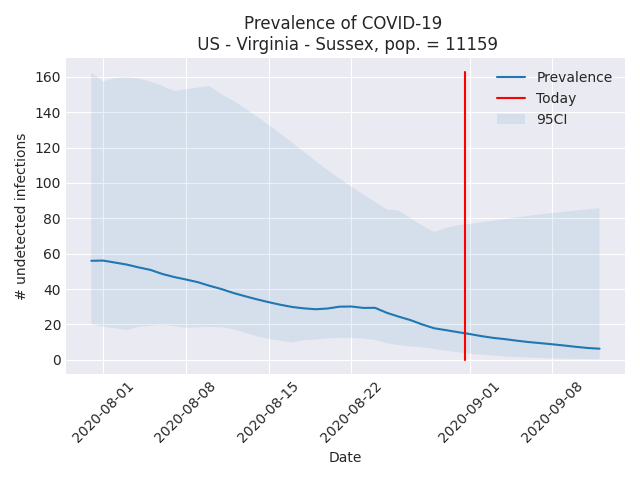 Prevalence of COVID-19
US - Virginia - Sussex, pop. = 11159
# undetected infections
160
140
120
100
80
60
40
20
0
Prevalence
Today
95CI
2020-08-01
2020-08-08
2020-08-15
2020-08-22
2020-09-01
2020-09-08
Date